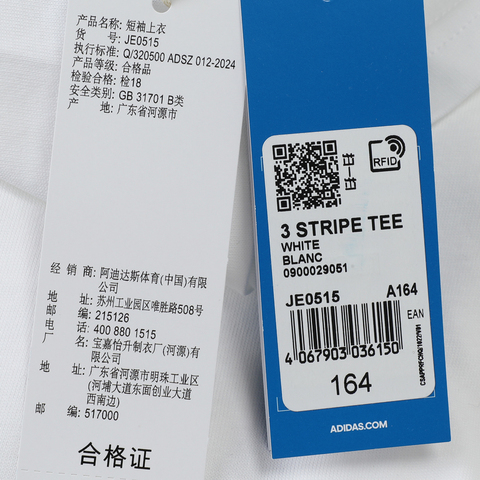 产品名称: 短袖上衣
货 号: JE0515
执行标准: Q/320500 ADSZ 012-2024
产品等级: 合格品
检验合格: 检18
安全类别: GB 31701 B类
产 地: 广东省河源市
经 销 商: 阿迪达斯体育(中国)有限
公司
地 址: 苏州工业园区唯胜路508号
邮 编: 215126
电 话: 400 880 1515
厂 名: 宝嘉怡升制衣厂(河源)有
限公司
地 址: 广东省河源市明珠工业区
(河埔大道东面创业大道
西南边)
邮 编: 517000
合格证
RFID
3 STRIPE TEE
WHITE
BLANC
0900029051
JE0515 A164
EAN
4 067903 036150
164
ADIDAS.COM